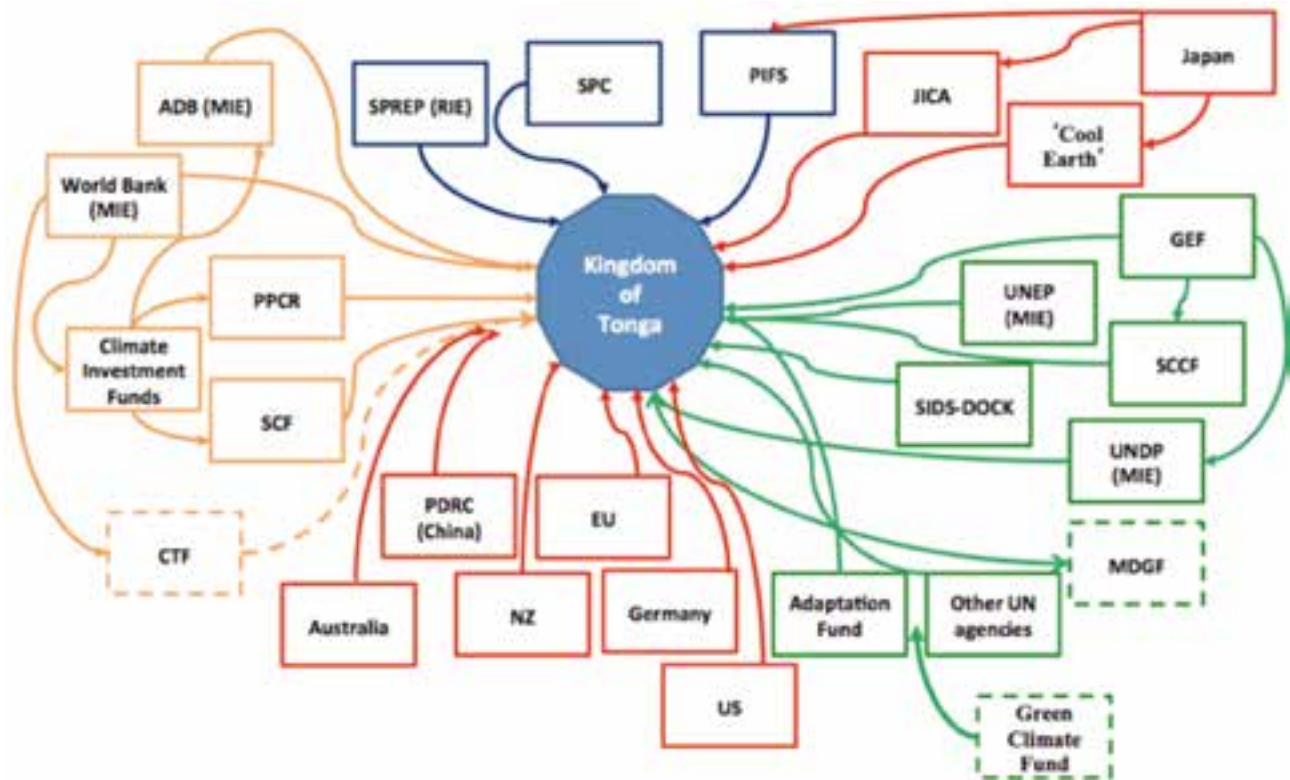 ADB (MIE)
SPREP (RIE)
SPC
PIFS
JICA
Japan
‘Cool
Earth’
World Bank
(MIE)
Kingdom
of
Tonga
GEF
PPCR
UNEP
(MIE)
Climate
Investment
Funds
SCCF
SCF
SIDS-DOCK
UNDP
(MIE)
PDRC
(China)
EU
CTF
MDGF
Australia
NZ
Germany
Adaptation
Fund
Other UN
agencies
US
Green
Climate
Fund